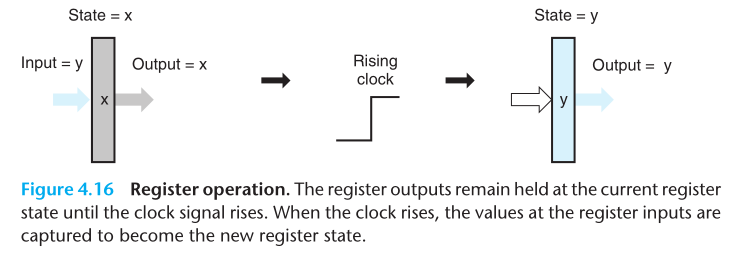 State = x
State = y
Input = y
Output = x
Rising
clock
Output = y
x
y
Figure 4.16 Register operation. The register outputs remain held at the current register
state until the clock signal rises. When the clock rises, the values at the register inputs are
captured to become the new register state.